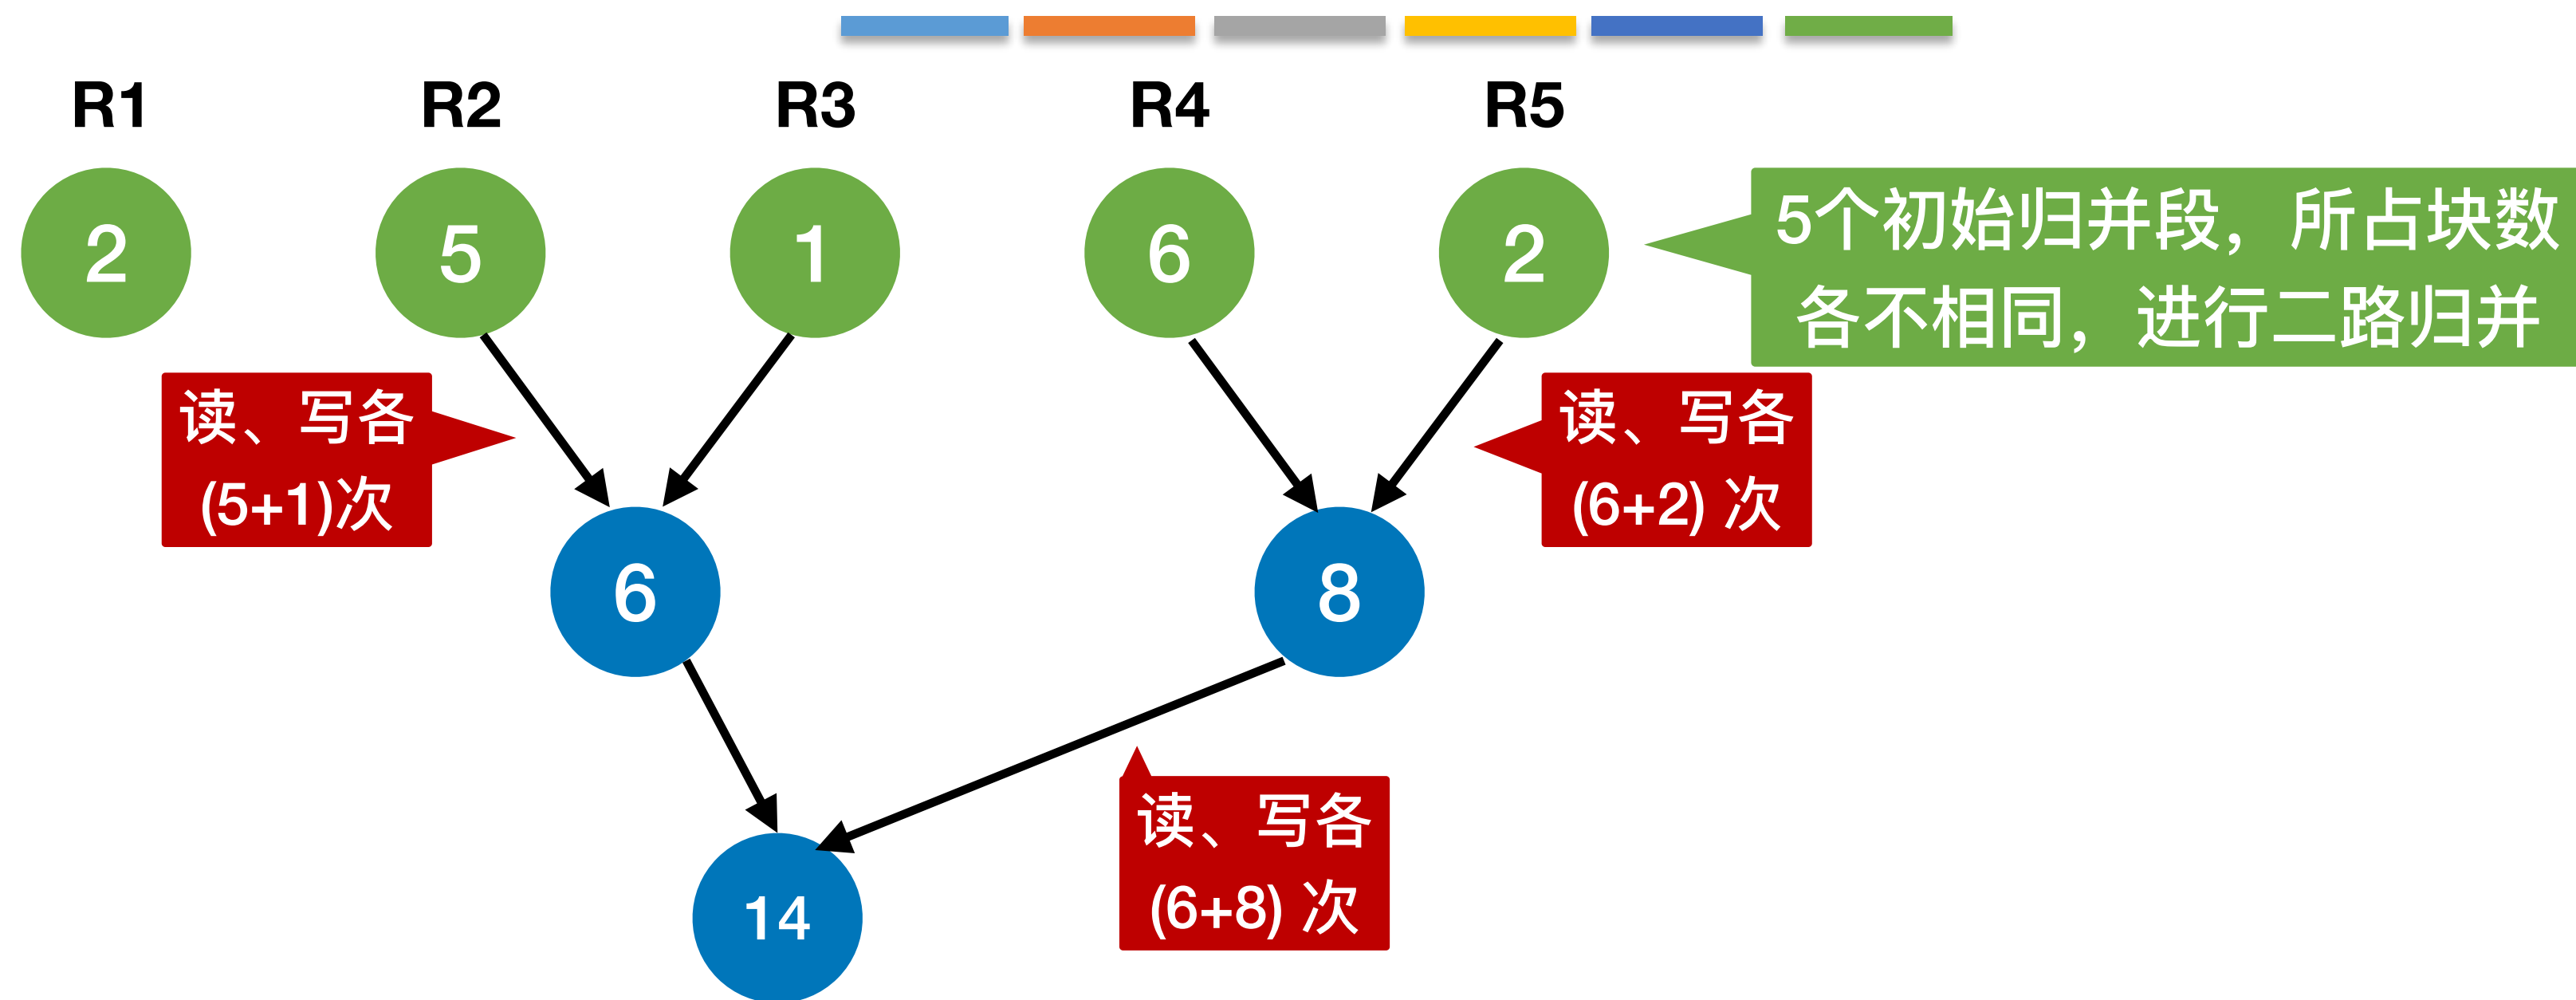 R1 R2 R3 R4 R5
2 5 1 6 2
5个初始归并段，所占块数
各不相同，进行二路归并
读、写各
(5+1)次
读、写各
(6+2) 次
6 8
读、写各
(6+8) 次
14